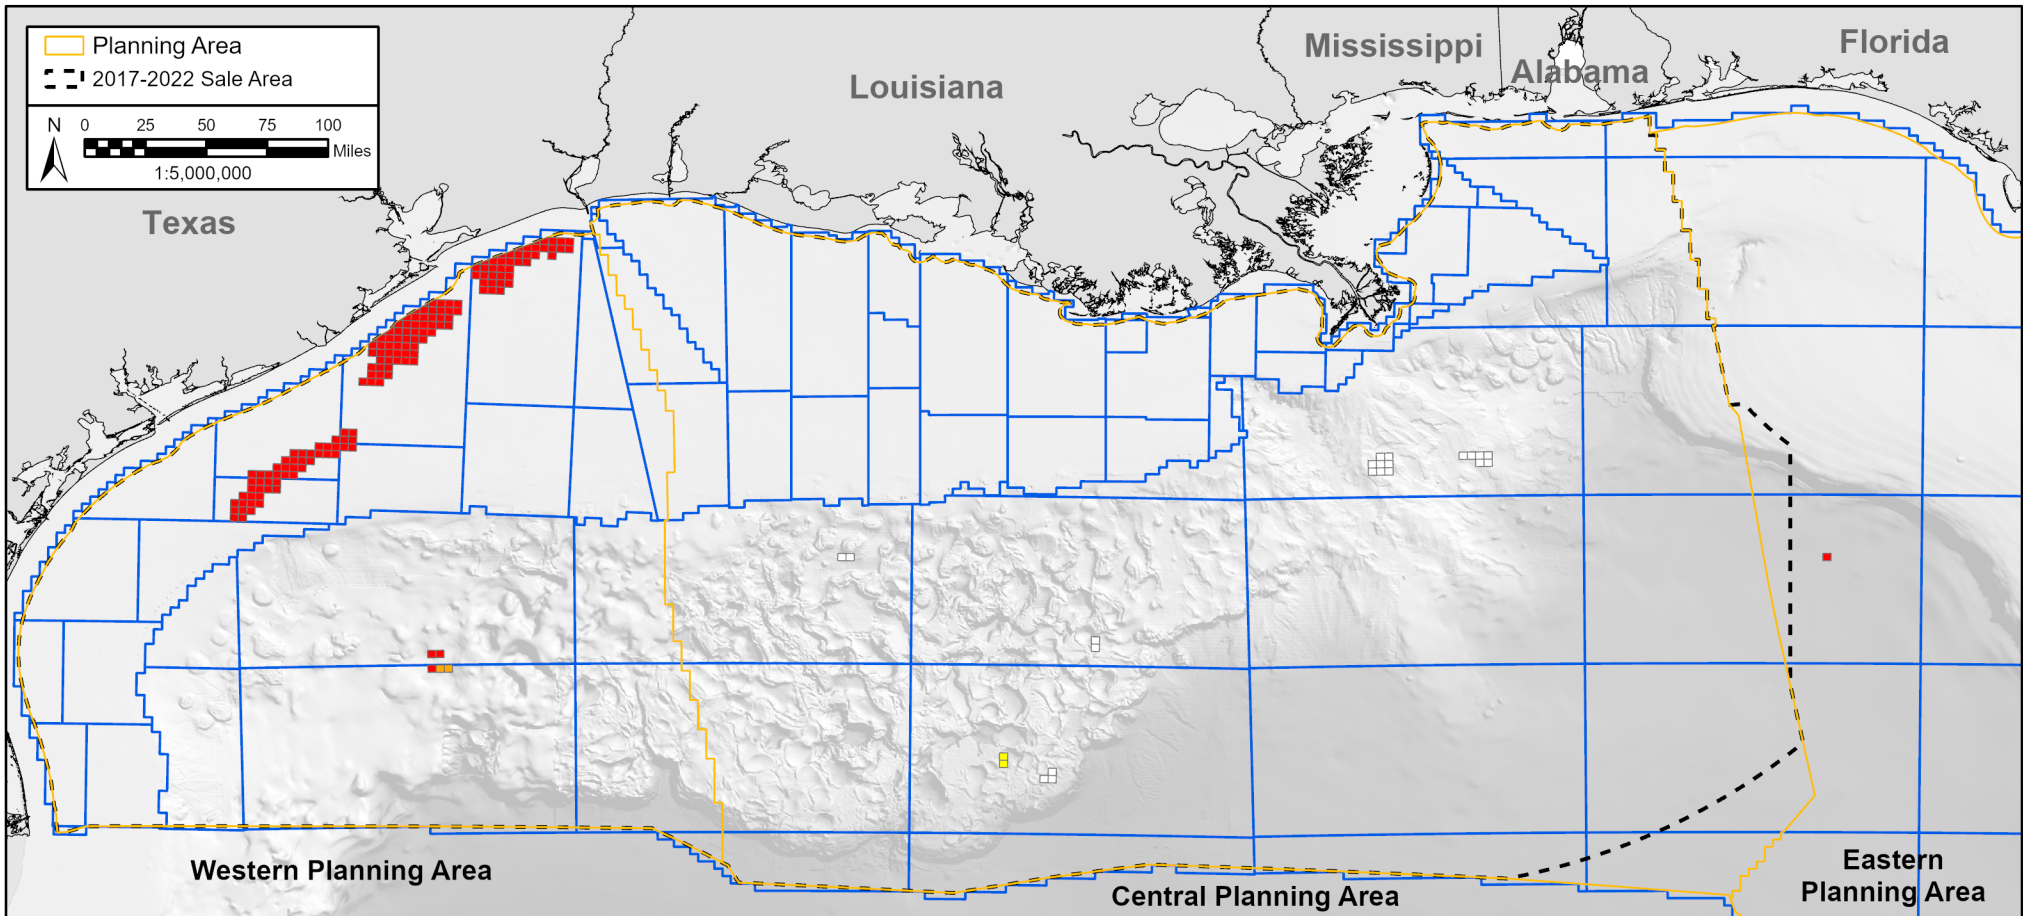 Planning Area
2017-2022 Sale Area
N
0 25 50 75 100
Miles
1:5,000,000
Texas
Louisiana
Mississippi
Alabama
Florida
Western Planning Area
Central Planning Area
Eastern
Planning Area